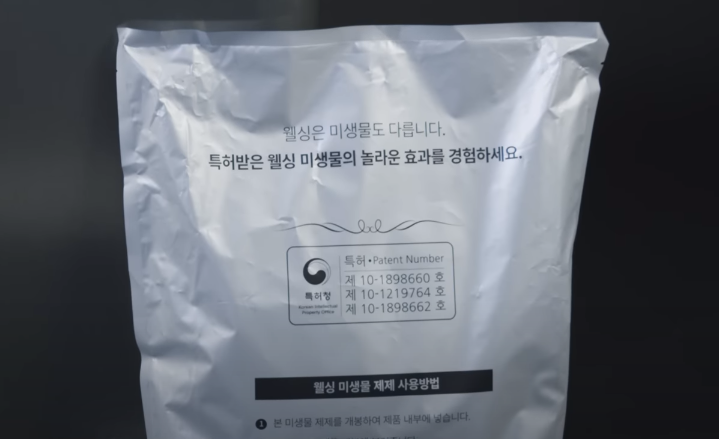 웰싱은 미생물도 다릅니다.
특허받은 웰싱 미생물의 놀라운 효과를 경험하세요.
특허청
Korean Intellectual
Property Office
특허•Patent Number
제 10-1898660 호
제 10-1219764 호
제 10-1898662 호
웰싱 미생물 제제 사용방법
1 본 미생물 제제를 개봉하여 제품 내부에 넣습니다.